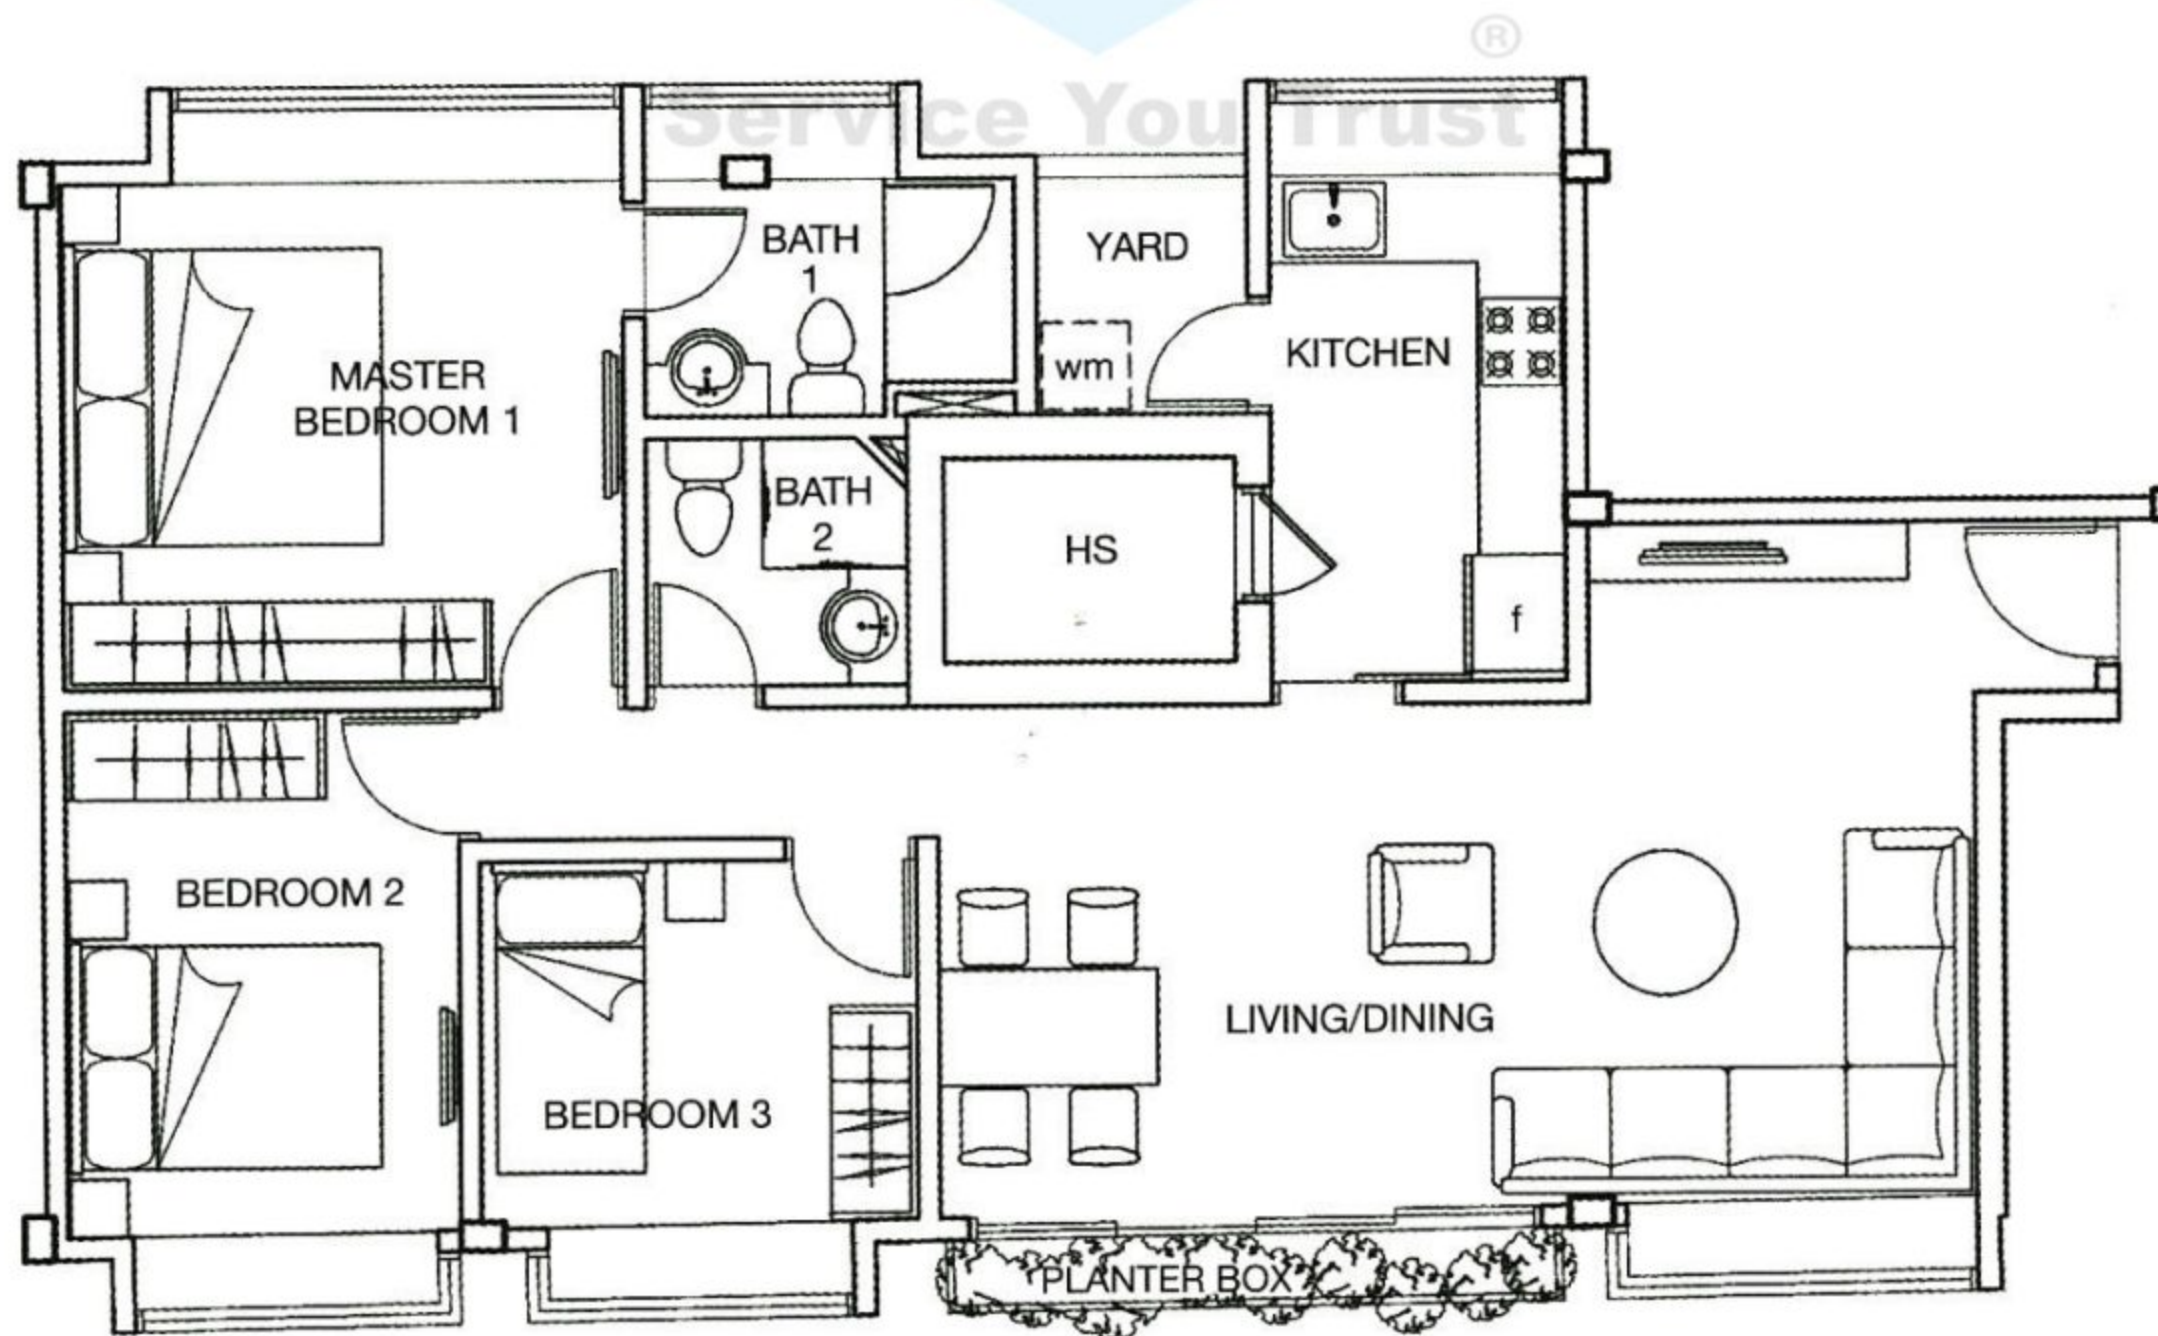 ®
Service You Trust
BATH
1
YARD
KITCHEN
wm
MASTER
BEDROOM 1
BATH
2
HS
f
BEDROOM 2
LIVING/DINING
BEDROOM 3
PLANTER BOX